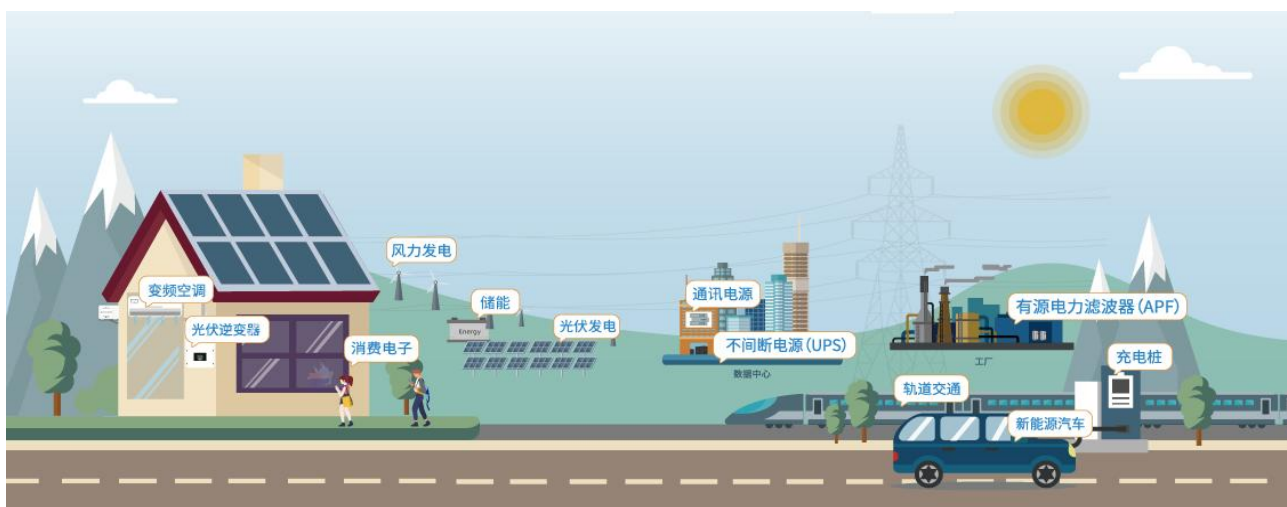 风力发电
变频空调
储能
通讯电源
有源电力滤波器(APF)
光伏逆变器
Energy
光伏发电
消费电子
不间断电源(UPS)
工厂
充电桩
数据中心
轨道交通
新能源汽车